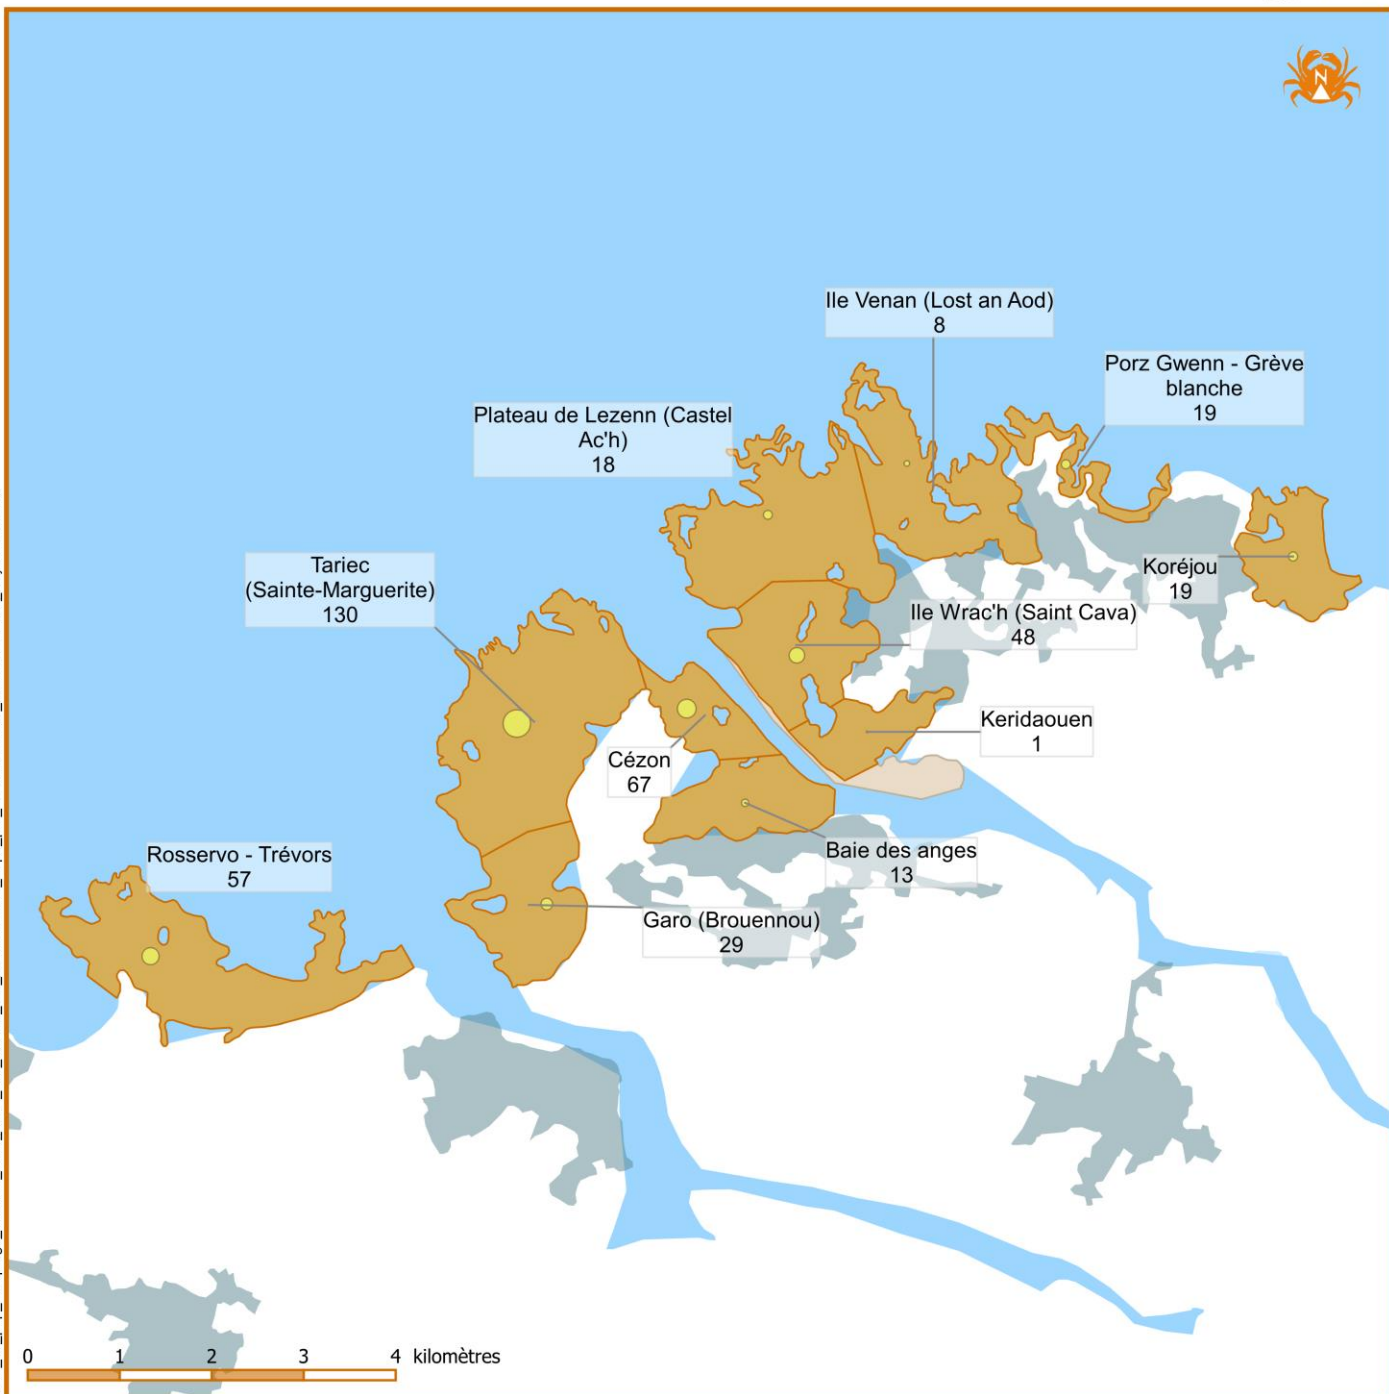 N
Ile Venan (Lost an Aod)
8
Porz Gwenn - Grève
blanche
19
Plateau de Lezenn (Castel
Ac'h)
18
Tariec
(Sainte-Marguerite)
130
Koréjou
19
Ile Wrac'h (Saint Cava)
48
Keridaouen
1
Cézon
67
Rosservo - Trévors
57
Baie des anges
13
Garo (Brouennou)
29
0 1 2 3 4 kilomètres